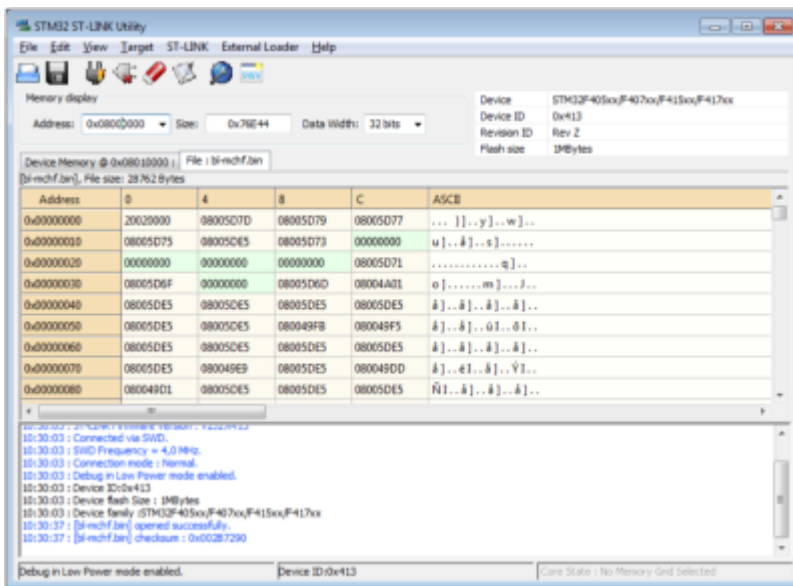 STM32 ST-LINK Utility
File Edit View Target ST-LINK External Loader Help
Memory display
Address: 0x08000000 Size: 0x76E44 Data Width: 32 bits
Device STM32F405xx/F407xx/F415xx/F417xx
Device ID 0x413
Revision ID Rev Z
Flash size 1MBytes
Device Memory @ 0x08010000 : File : bl-mchf.bin
[bl-mchf.bin], File size: 28762 Bytes
Address 0 4 8 C ASCII
0x00000000 20020000 08005D7D 08005D79 08005D77 ... }]..y]..w]..
0x00000010 08005D75 08005DE5 08005D73 00000000 u]..å]..s]......
0x00000020 00000000 00000000 00000000 08005D71 ............q]..
0x00000030 08005D6F 00000000 08005D6D 08004A01 o]......m]...J..
0x00000040 08005DE5 08005DE5 08005DE5 08005DE5 å]..å]..å]..å]..
0x00000050 08005DE5 08005DE5 080049FB 080049F5 å]..å]..ûI..õI..
0x00000060 08005DE5 08005DE5 08005DE5 08005DE5 å]..å]..å]..å]..
0x00000070 08005DE5 080049E9 08005DE5 080049DD å]..éI..å]..ÝI..
0x00000080 080049D1 08005DE5 08005DE5 08005DE5 ÑI..å]..å]..å]..
10:30:03 : Connected via SWD.
10:30:03 : SWD Frequency = 4,0 MHz.
10:30:03 : Connection mode : Normal.
10:30:03 : Debug in Low Power mode enabled.
10:30:03 : Device ID:0x413
10:30:03 : Device flash Size : 1MBytes
10:30:03 : Device family :STM32F405xx/F407xx/F415xx/F417xx
10:30:37 : [bl-mchf.bin] opened successfully.
10:30:37 : [bl-mchf.bin] checksum : 0x002B7290
Debug in Low Power mode enabled. Device ID:0x413 Core State : No Memory Grid Selected